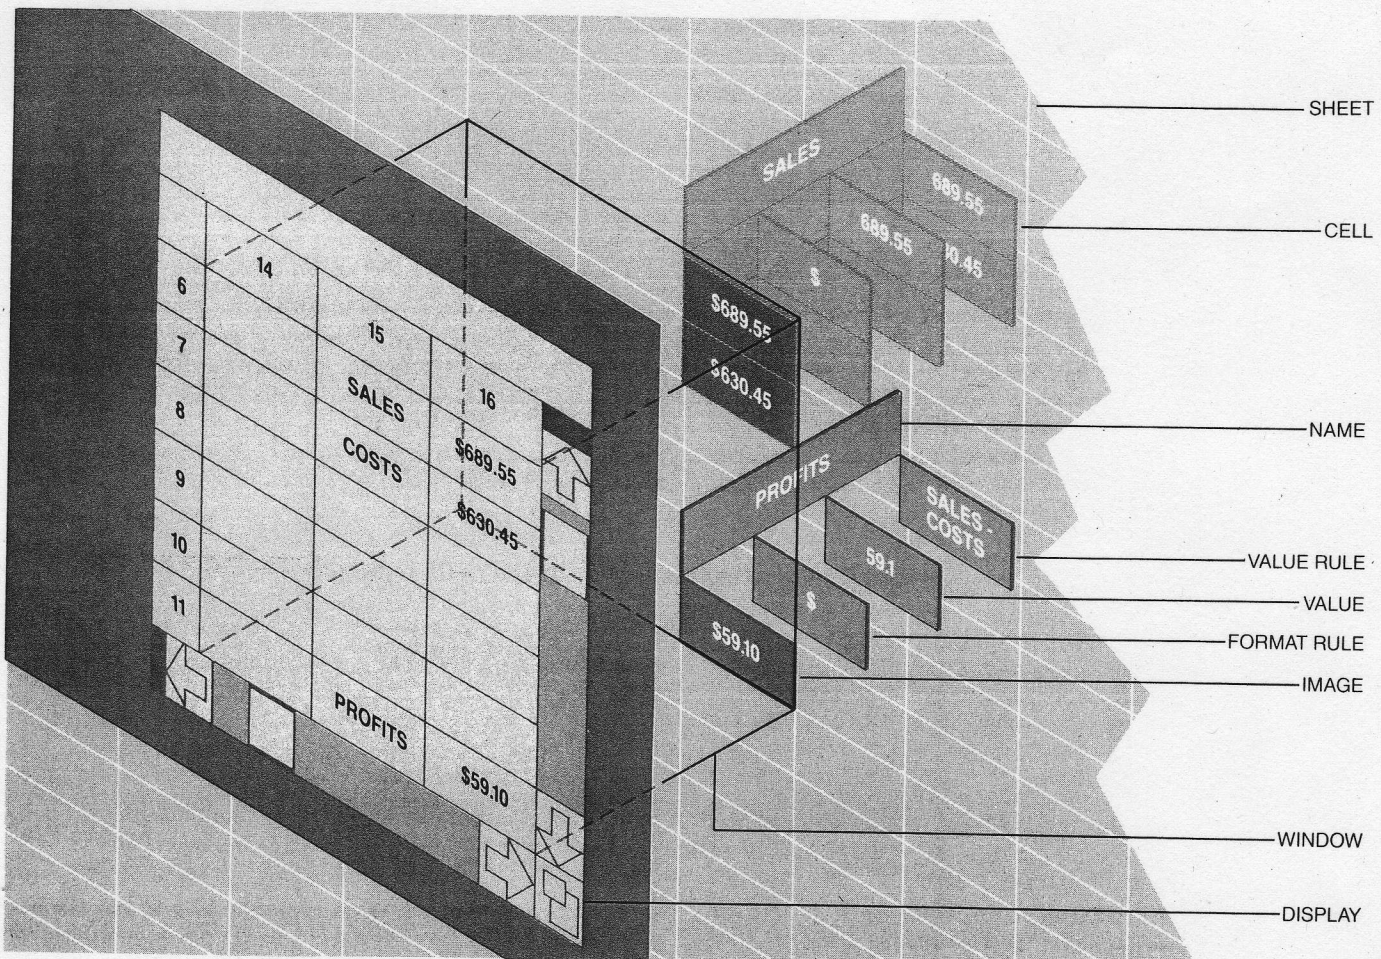 SHEET
CELL
NAME
VALUE RULE
VALUE
FORMAT RULE
IMAGE
WINDOW
DISPLAY
14
15
16
6
7
8
9
10
11
SALES
COSTS
$689.55
$630.45
PROFITS
$59.10
SALES
689.55
30.45
689.55
$
$689.55
$630.45
PROFITS
SALES -
COSTS
59.1
$
$59.10